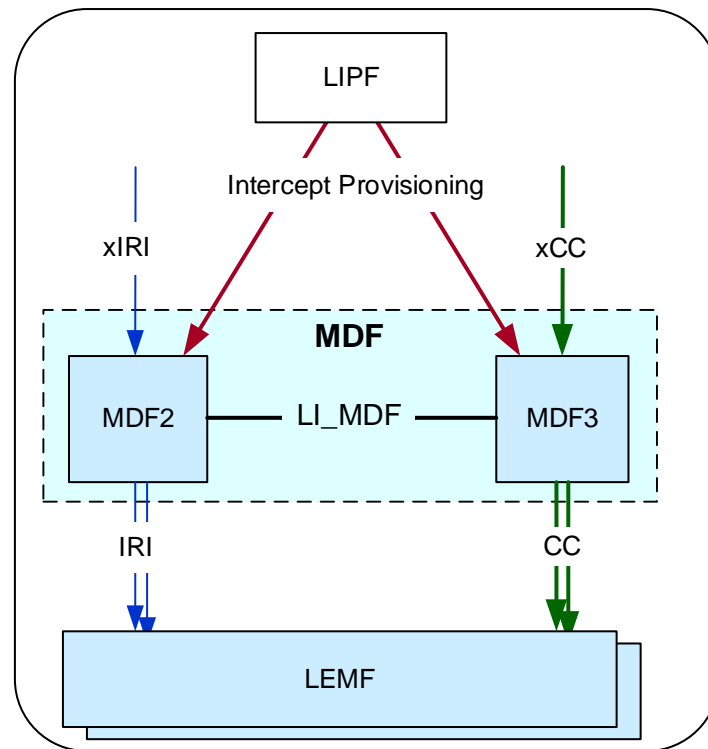 LIPF
Intercept Provisioning
xIRI
xCC
MDF
MDF2
LI_MDF
MDF3
IRI
CC
LEMF